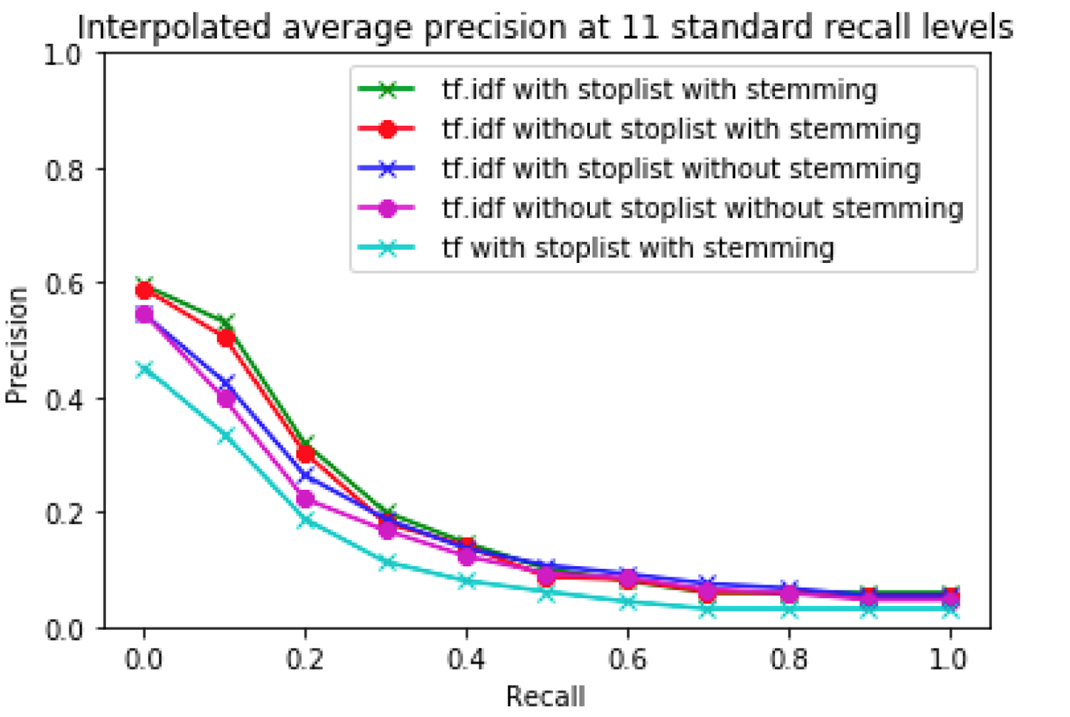 Interpolated average precision at 11 standard recall levels
1.0
tf.idf with stoplist with stemming
tf.idf without stoplist with stemming
0.8
tf.idf with stoplist without stemming
tf.idf without stoplist without stemming
tf with stoplist with stemming
0.6
Precision
0.4
0.2
0.0
0.0 0.2 0.4 0.6 0.8 1.0
Recall